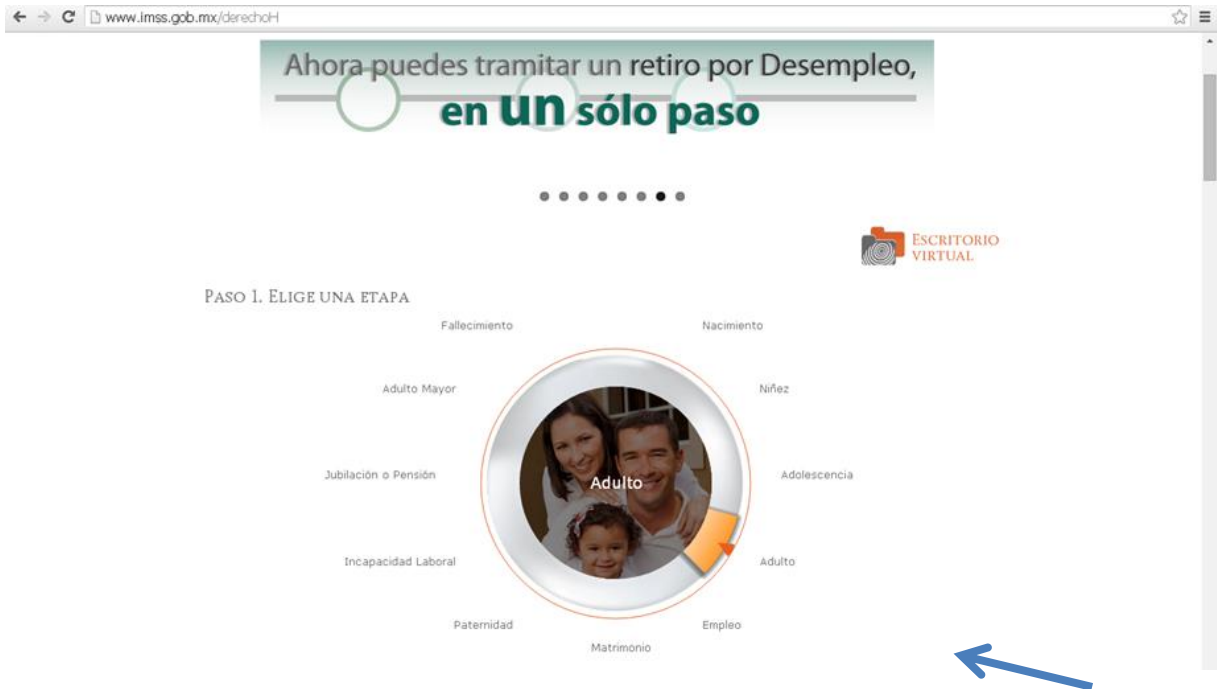 www.imss.gob.mx/derechoH
Ahora puedes tramitar un retiro por Desempleo,
en un sólo paso
ESCRITORIO
VIRTUAL
PASO 1. ELIGE UNA ETAPA
Fallecimiento
Nacimiento
Adulto Mayor
Niñez
Jubilación o Pensión
Adulto
Adolescencia
Incapacidad Laboral
Adulto
Paternidad
Empleo
Matrimonio